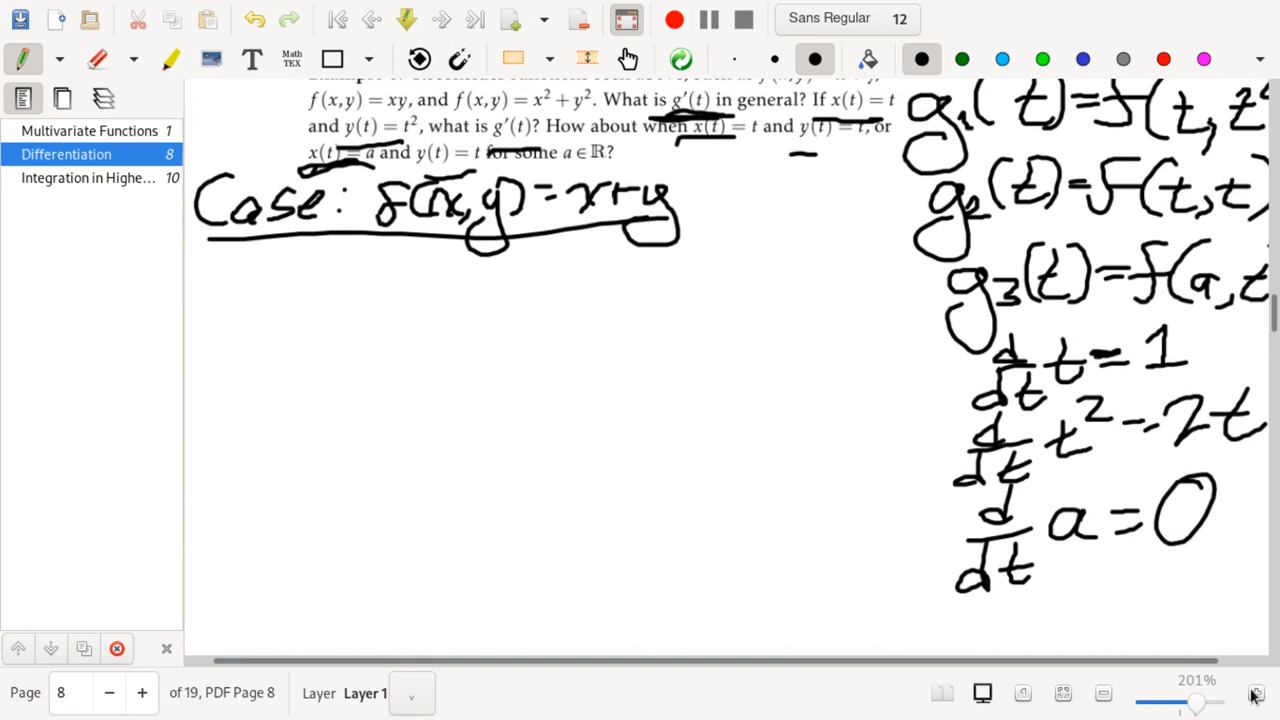 Sans Regular 12
Math
TEX
Multivariate Functions 1
Differentiation 8
Integration in Highe... 10
f(x,y) = xy, and f(x,y) = x² + y². What is g′(t) in general? If x(t) = t
and y(t) = t², what is g′(t)? How about when x(t) = t and y(t) = t, or
x(t) = a and y(t) = t for some a ∈ ℝ?
Case: f(x,y)=x+y
g₁(t)=f(t,t²
g₂(t)=f(t,t)
g₃(t)=f(a,t
d/dt t = 1
d/dt t² = 2t
d/dt a = 0
Page 8 of 19, PDF Page 8 Layer Layer 1 201%